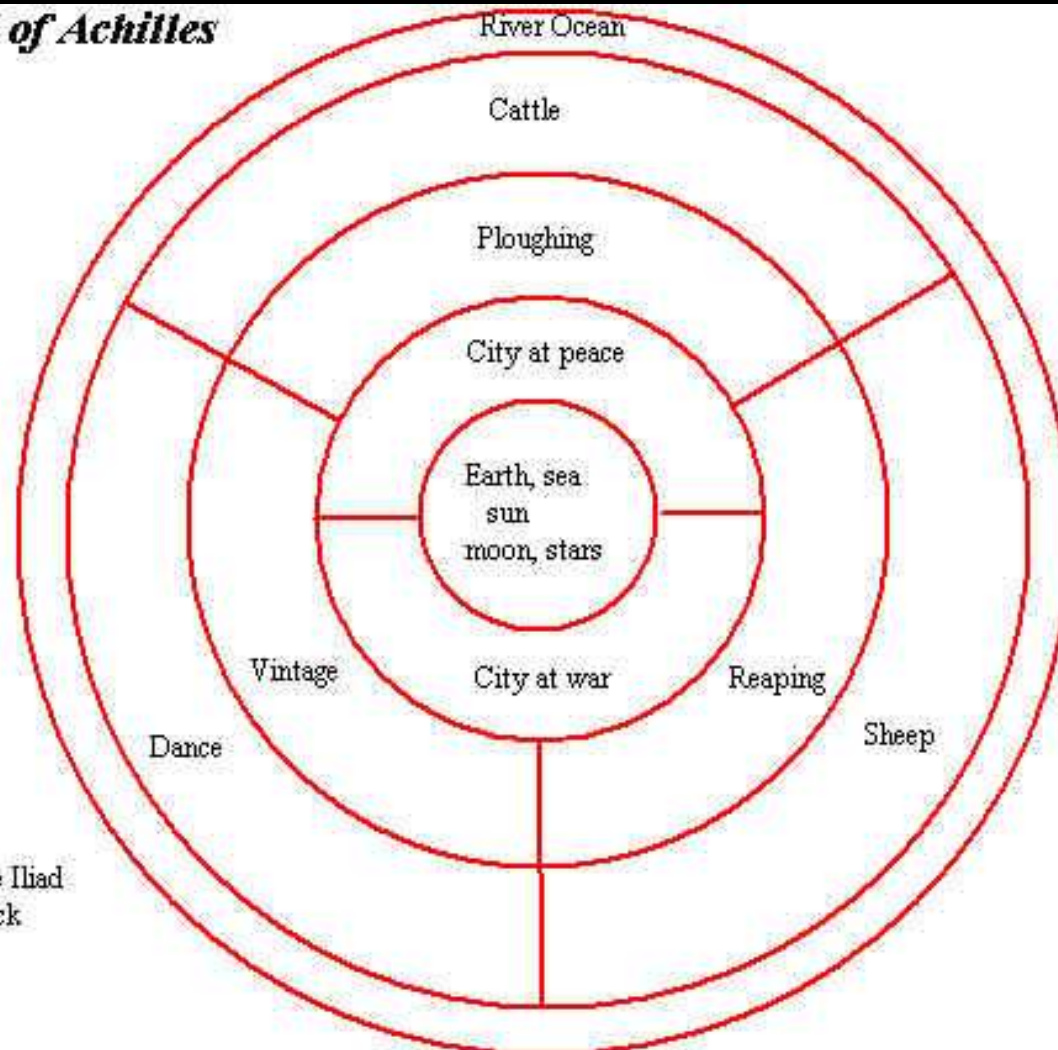 of Achilles
River Ocean
Cattle
Ploughing
City at peace
Earth, sea
sun
moon, stars
Vintage
City at war
Reaping
Dance
Sheep
Iliad